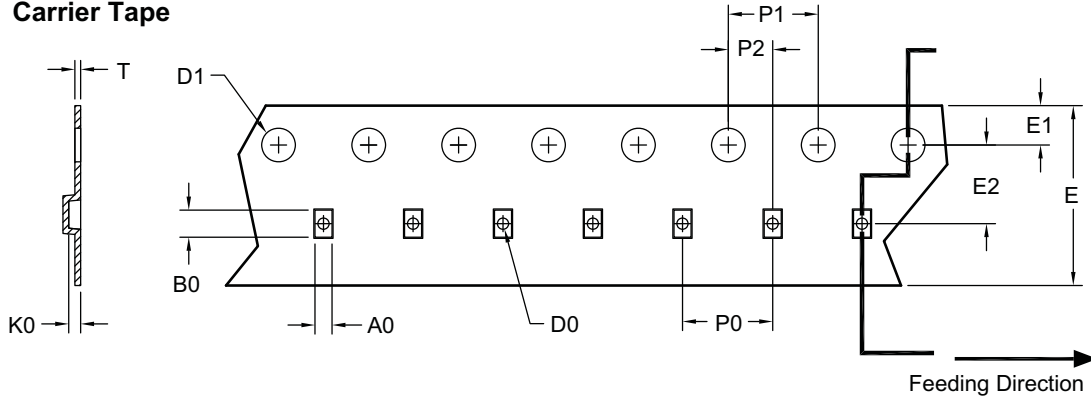 Carrier Tape
P1
P2
T
D1
E1
E2
E
B0
K0
A0
D0
P0
Feeding Direction